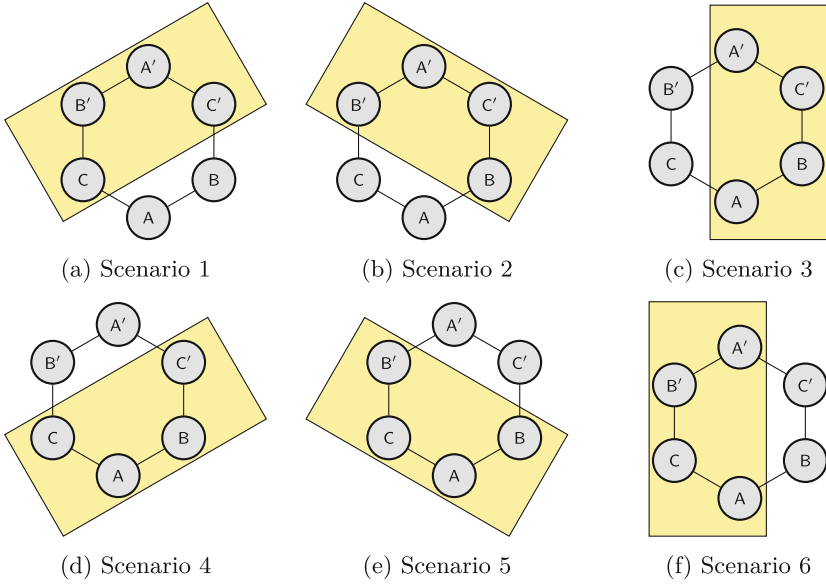 A′ A′ A′
B′ C′ B′ C′ B′ C′
C B C B C B
A A A
(a) Scenario 1 (b) Scenario 2 (c) Scenario 3
A′ A′ A′
B′ C′ B′ C′ B′ C′
C B C B C B
A A A
(d) Scenario 4 (e) Scenario 5 (f) Scenario 6